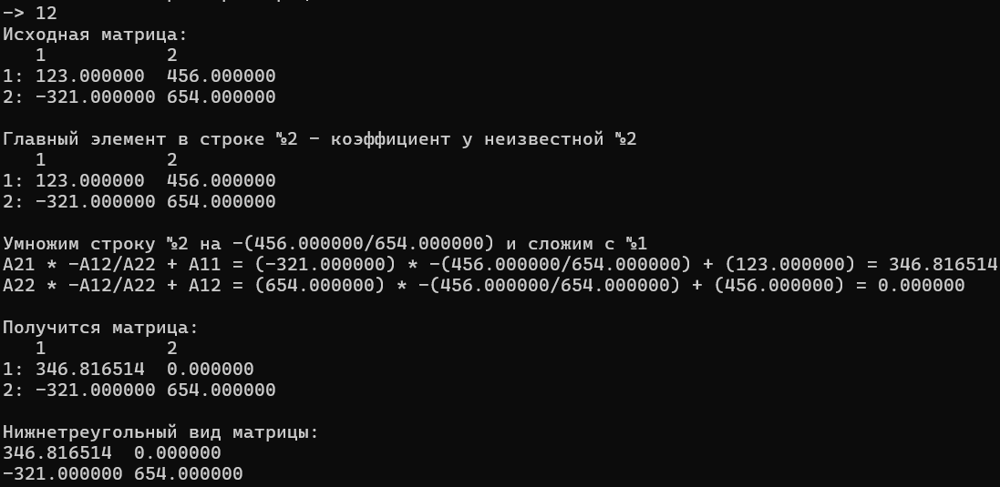 -> 12
Исходная матрица:
1 2
1: 123.000000 456.000000
2: -321.000000 654.000000
Главный элемент в строке №2 - коэффициент у неизвестной №2
1 2
1: 123.000000 456.000000
2: -321.000000 654.000000
Умножим строку №2 на -(456.000000/654.000000) и сложим с №1
A21 * -A12/A22 + A11 = (-321.000000) * -(456.000000/654.000000) + (123.000000) = 346.816514
A22 * -A12/A22 + A12 = (654.000000) * -(456.000000/654.000000) + (456.000000) = 0.000000
Получится матрица:
1 2
1: 346.816514 0.000000
2: -321.000000 654.000000
Нижнетреугольный вид матрицы:
346.816514 0.000000
-321.000000 654.000000